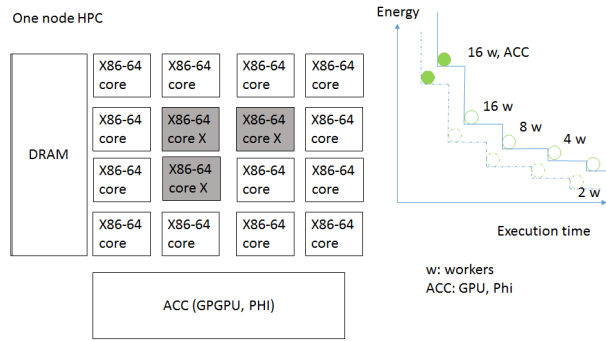 One node HPC
DRAM
X86-64
core
X86-64
core
X86-64
core
X86-64
core
X86-64
core
X86-64
core X
X86-64
core X
X86-64
core
X86-64
core
X86-64
core X
X86-64
core
X86-64
core
X86-64
core
X86-64
core
X86-64
core
X86-64
core
ACC (GPGPU, PHI)
Energy
16 w, ACC
16 w
8 w
4 w
2 w
Execution time
w: workers
ACC: GPU, Phi